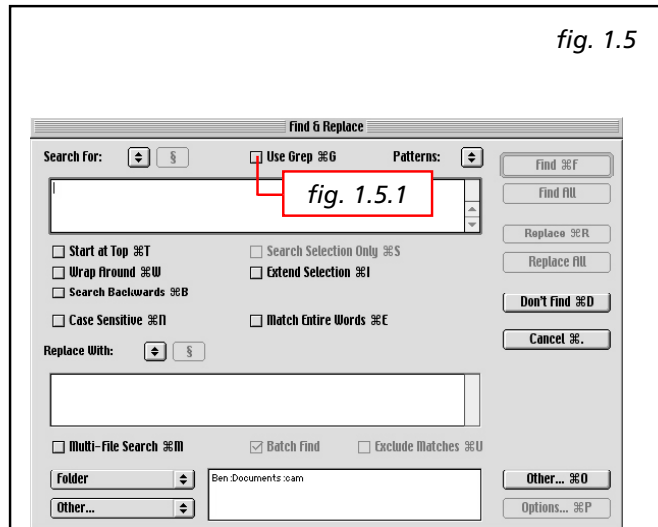 fig. 1.5
Find & Replace
Search For: § Use Grep ⌘G Patterns: Find ⌘F
fig. 1.5.1
Find All
Replace ⌘R
Start at Top ⌘T Search Selection Only ⌘S
Replace All
Wrap Around ⌘W Extend Selection ⌘I
Search Backwards ⌘B
Don't Find ⌘D
Case Sensitive ⌘N Match Entire Words ⌘E
Cancel ⌘.
Replace With: §
Multi-File Search ⌘M Batch Find Exclude Matches ⌘U
Folder Ben:Documents:cam Other... ⌘O
Other... Options... ⌘P